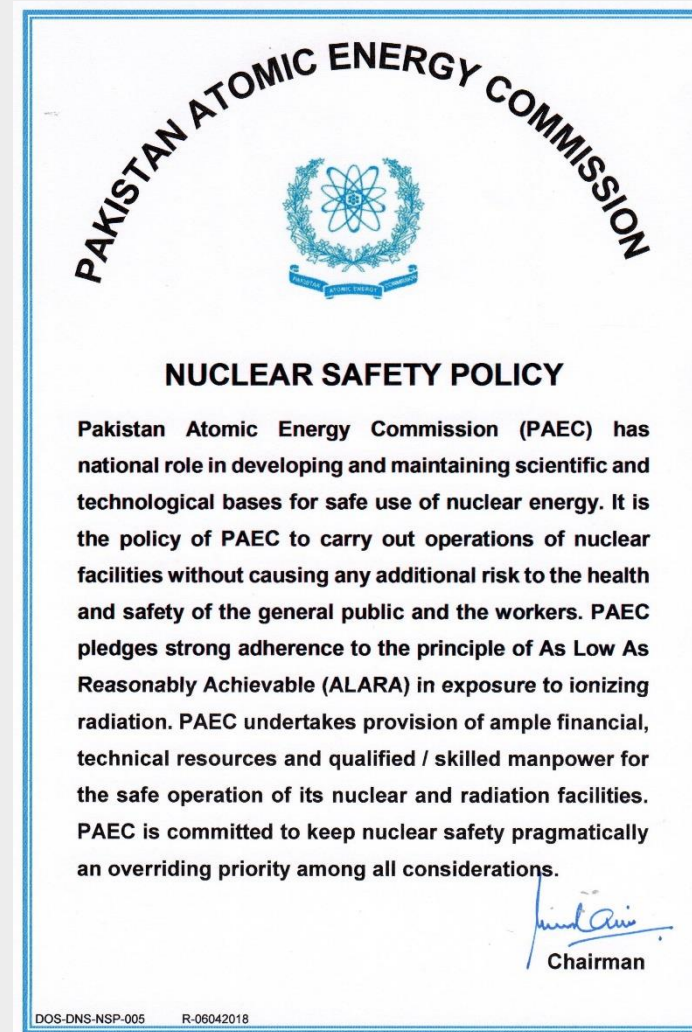 PAKISTAN ATOMIC ENERGY COMMISSION
PAKISTAN ATOMIC ENERGY COMMISSION
NUCLEAR SAFETY POLICY
Pakistan Atomic Energy Commission (PAEC) has
national role in developing and maintaining scientific and
technological bases for safe use of nuclear energy. It is
the policy of PAEC to carry out operations of nuclear
facilities without causing any additional risk to the health
and safety of the general public and the workers. PAEC
pledges strong adherence to the principle of As Low As
Reasonably Achievable (ALARA) in exposure to ionizing
radiation. PAEC undertakes provision of ample financial,
technical resources and qualified / skilled manpower for
the safe operation of its nuclear and radiation facilities.
PAEC is committed to keep nuclear safety pragmatically
an overriding priority among all considerations.
Chairman
DOS-DNS-NSP-005 R-06042018